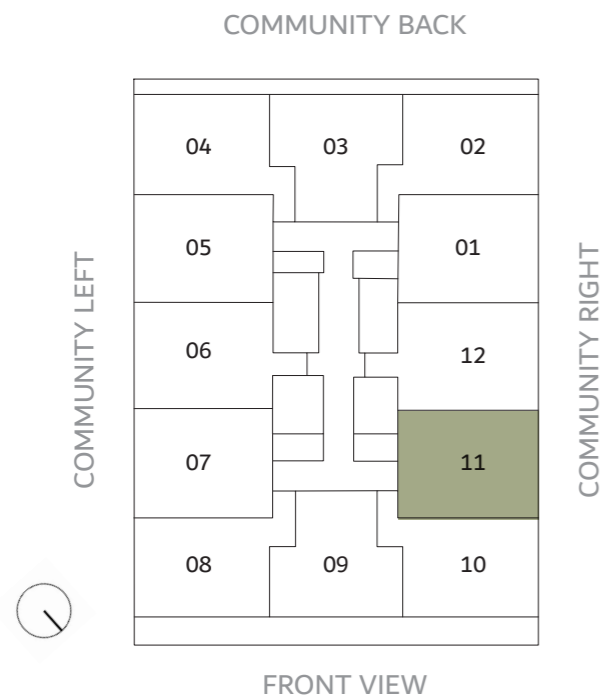 COMMUNITY BACK
04 03 02
05 01
COMMUNITY LEFT
COMMUNITY RIGHT
06 12
07 11
08 09 10
FRONT VIEW